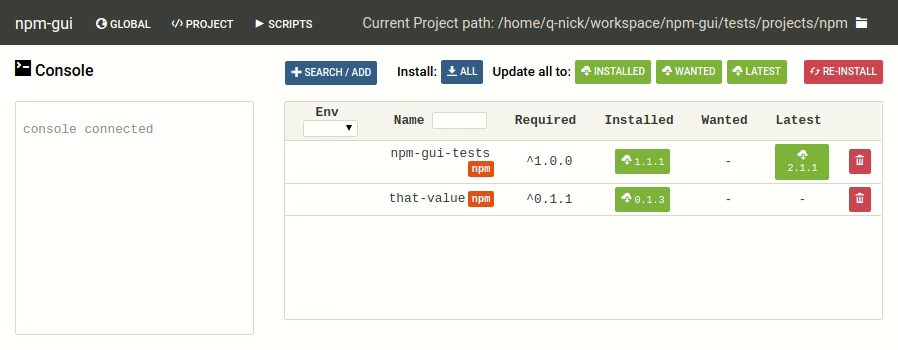 npm-gui GLOBAL PROJECT SCRIPTS Current Project path: /home/q-nick/workspace/npm-gui/tests/projects/npm
Console
console connected
SEARCH / ADD Install: ALL Update all to: INSTALLED WANTED LATEST RE-INSTALL
Env Name Required Installed Wanted Latest
npm-gui-tests npm ^1.0.0 1.1.1 - 2.1.1
that-value npm ^0.1.1 0.1.3 - -